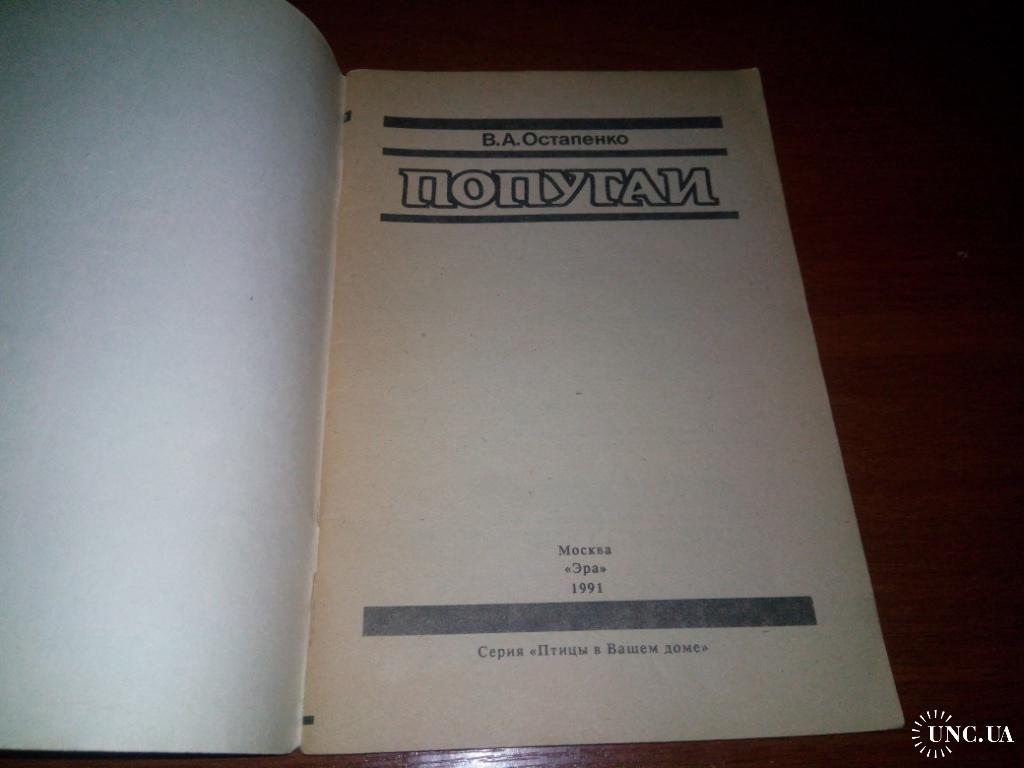 В.А.Остапенко
ПОПУГАИ
Москва
«Эра»
1991
Серия «Птицы в Вашем доме»
UNC.UA